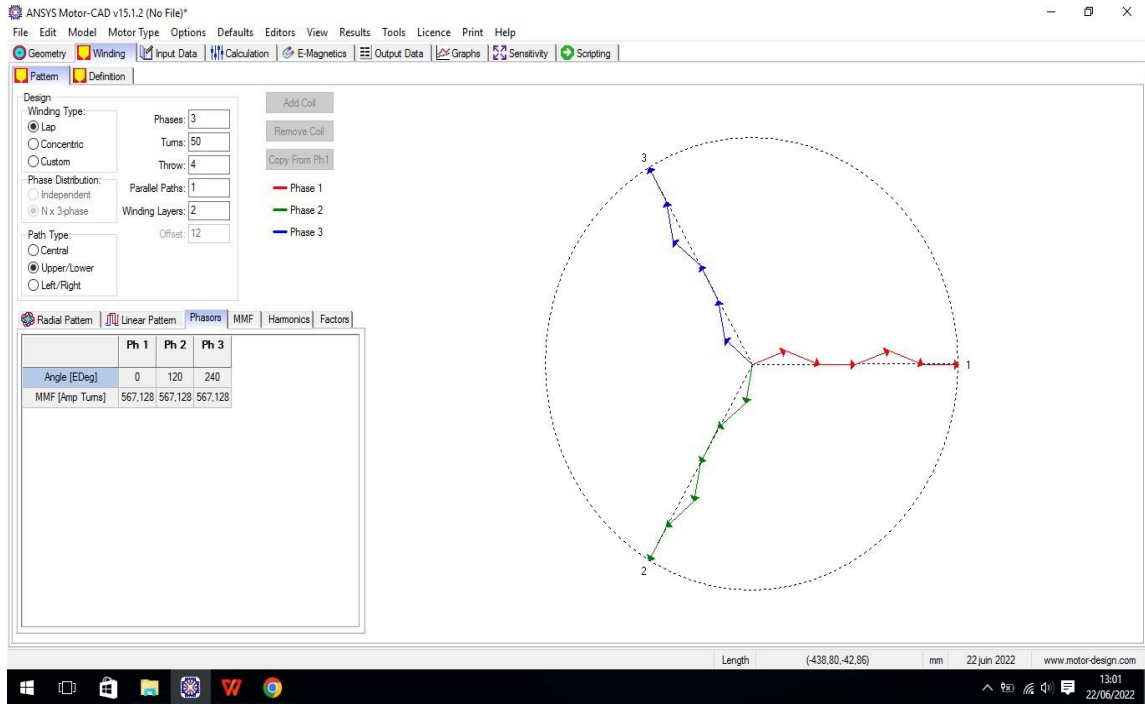 ANSYS Motor-CAD v15.1.2 (No File)*
File Edit Model Motor Type Options Defaults Editors View Results Tools Licence Print Help
Geometry Winding Input Data Calculation E-Magnetics Output Data Graphs Sensitivity Scripting
Pattern Definition
Design
Winding Type:
Lap
Concentric
Custom
Phase Distribution:
Independent
N x 3-phase
Path Type:
Central
Upper/Lower
Left/Right
Phases: 3
Turns: 50
Throw: 4
Parallel Paths: 1
Winding Layers: 2
Offset: 12
Add Coil
Remove Coil
Copy From Ph1
Phase 1
Phase 2
Phase 3
Radial Pattern Linear Pattern Phasors MMF Harmonics Factors
Ph 1 Ph 2 Ph 3
Angle [EDeg] 0 120 240
MMF [Amp Turns] 567,128 567,128 567,128
3
1
2
Length (-438,80,-42,86) mm 22 juin 2022 www.motor-design.com
13:01
22/06/2022